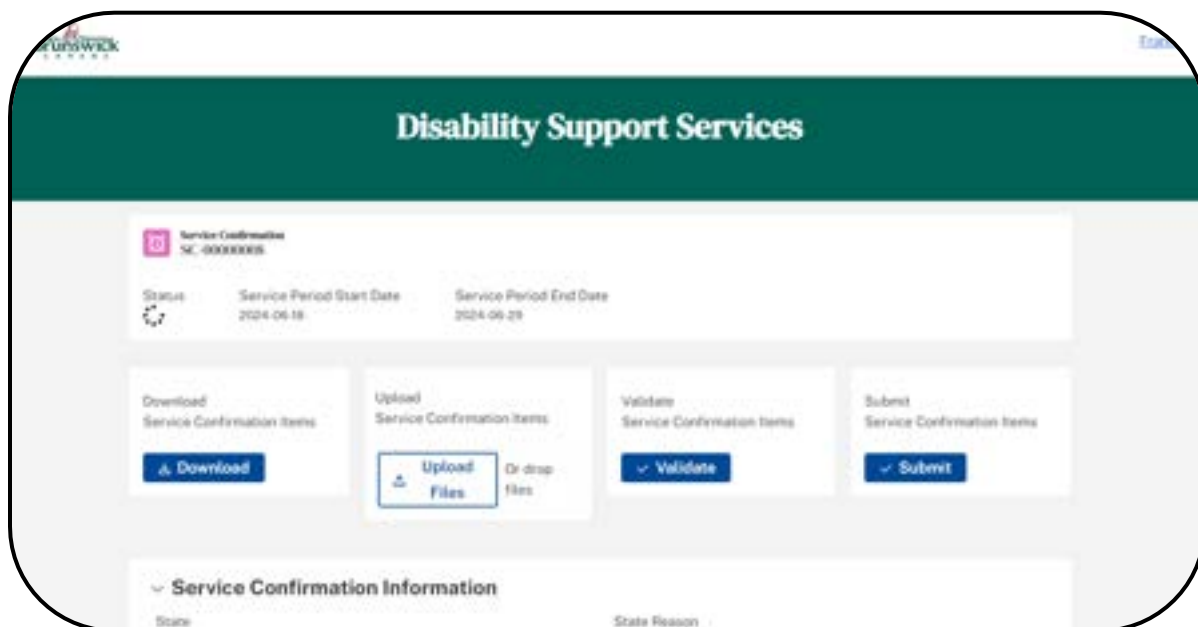 Disability Support Services
Service Confirmation
Status
Service Period Start Date
Service Period End Date
2024-06-18
2024-06-29
Download
Service Confirmation Items
Download
Upload
Service Confirmation Items
Upload
Files
Or drop
files
Validate
Service Confirmation Items
Validate
Submit
Service Confirmation Items
Submit
Service Confirmation Information
State
State Reason